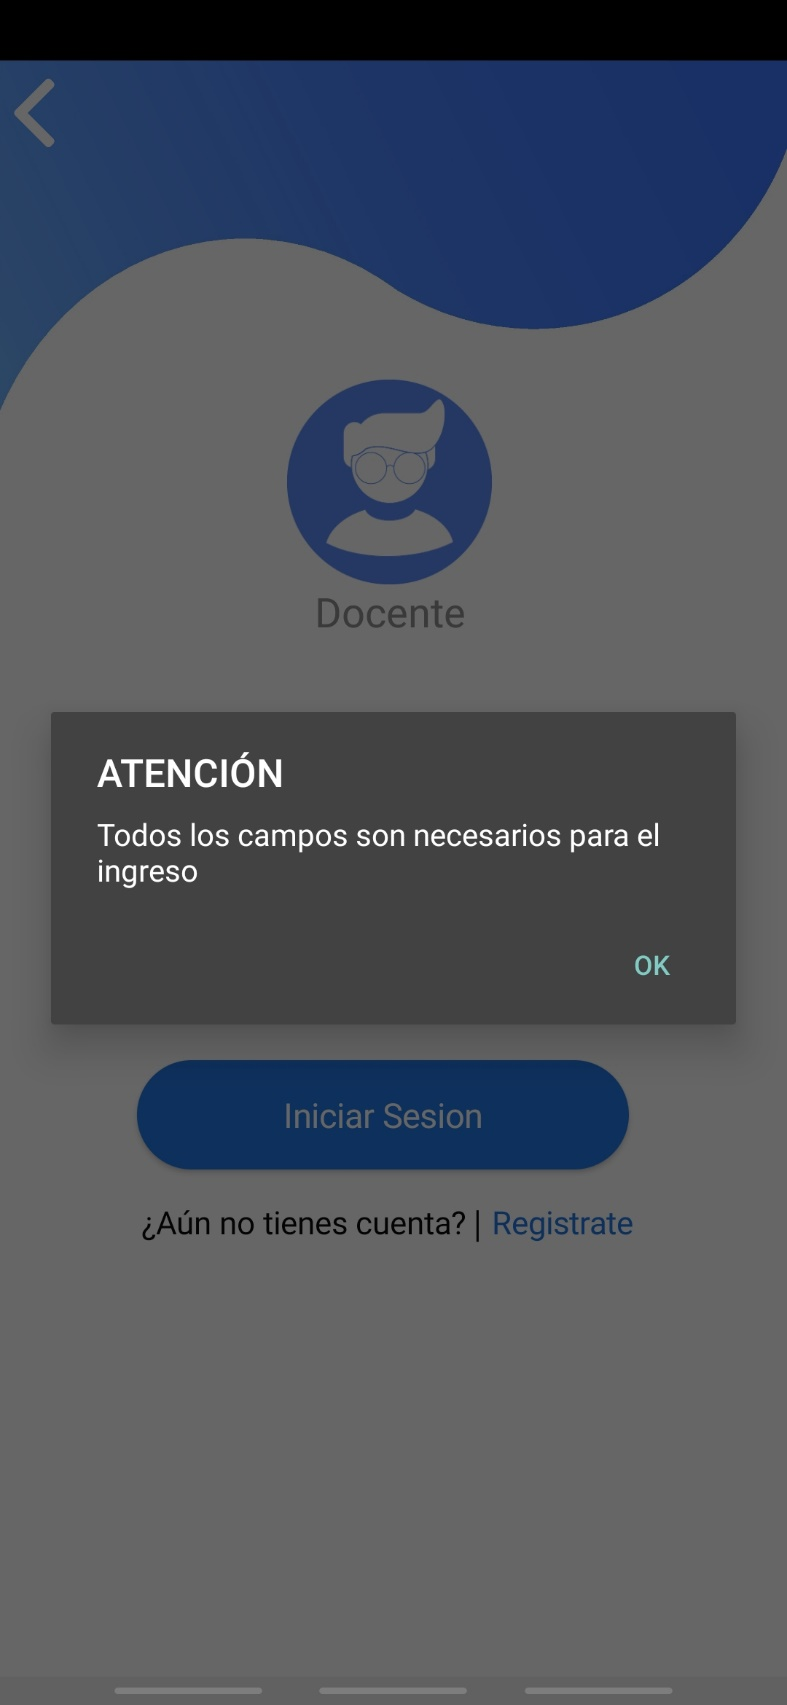 Docente
ATENCIÓN
Todos los campos son necesarios para el
ingreso
OK
Iniciar Sesion
¿Aún no tienes cuenta? | Registrate